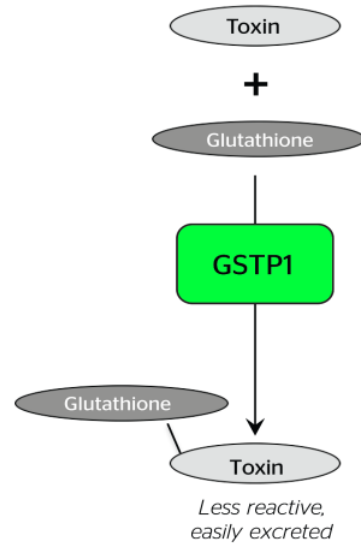 Toxin
+
Glutathione
GSTP1
Glutathione
Toxin
Less reactive,
easily excreted